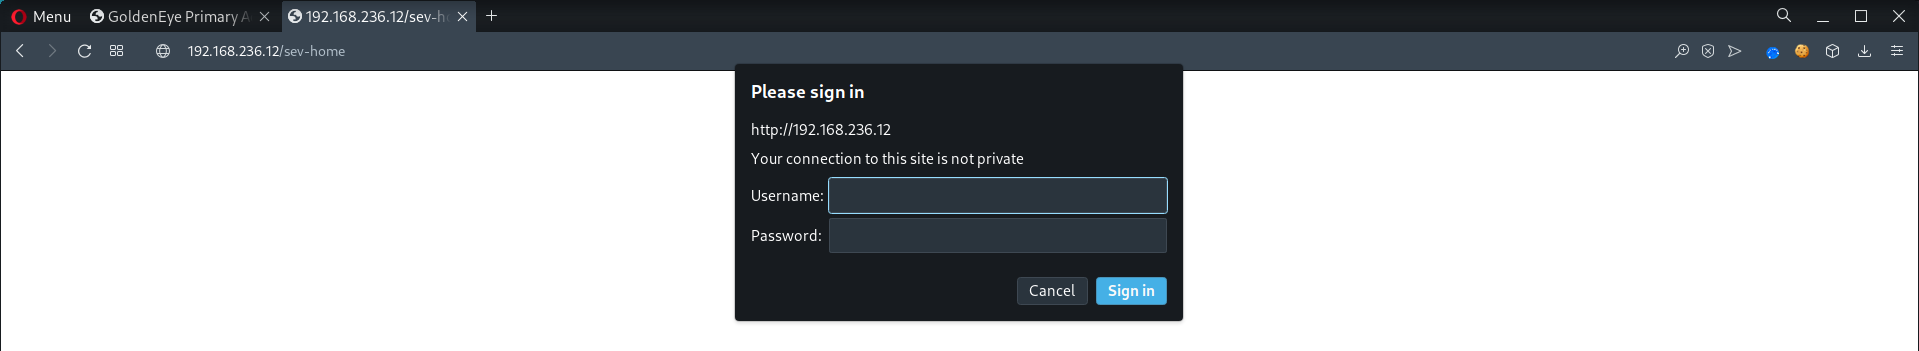 Menu GoldenEye Primary A 192.168.236.12/sev-h
192.168.236.12/sev-home
Please sign in
http://192.168.236.12
Your connection to this site is not private
Username:
Password:
Cancel Sign in